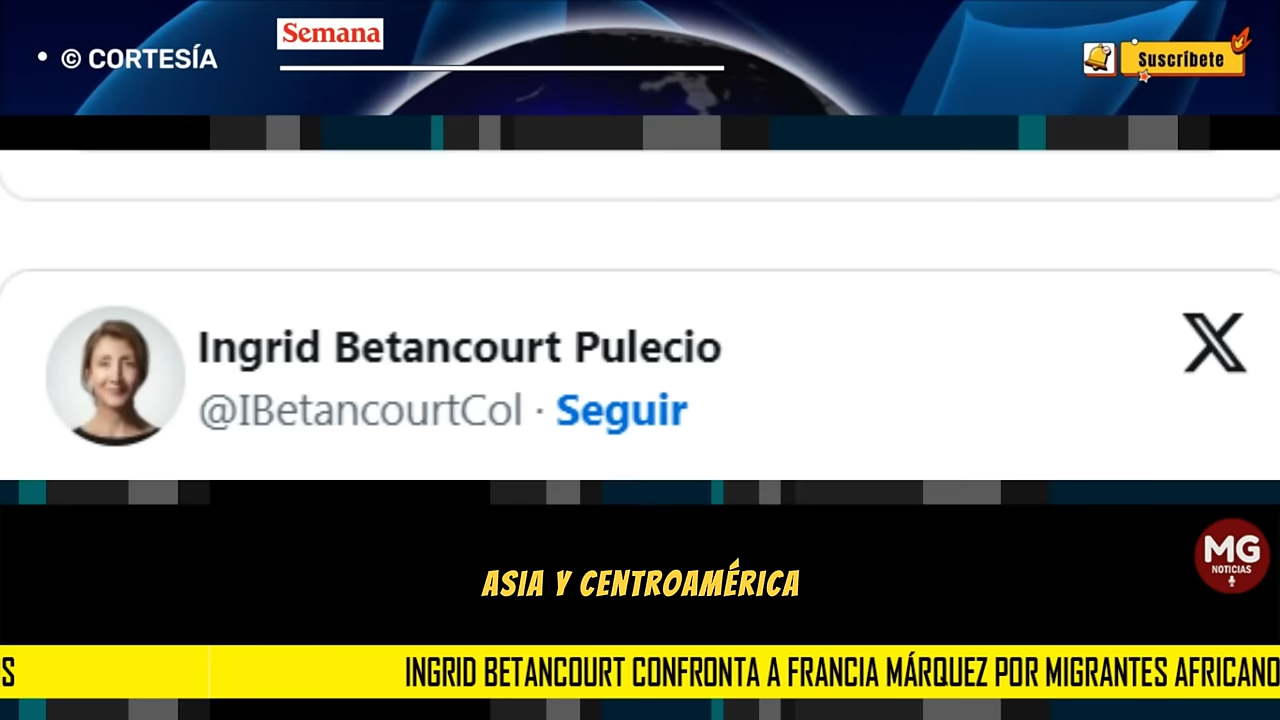 • © CORTESÍA
Semana
Suscríbete
Ingrid Betancourt Pulecio
@IBetancourtCol · Seguir
X
ASIA Y CENTROAMÉRICA
MG
NOTICIAS
S
INGRID BETANCOURT CONFRONTA A FRANCIA MÁRQUEZ POR MIGRANTES AFRICANO